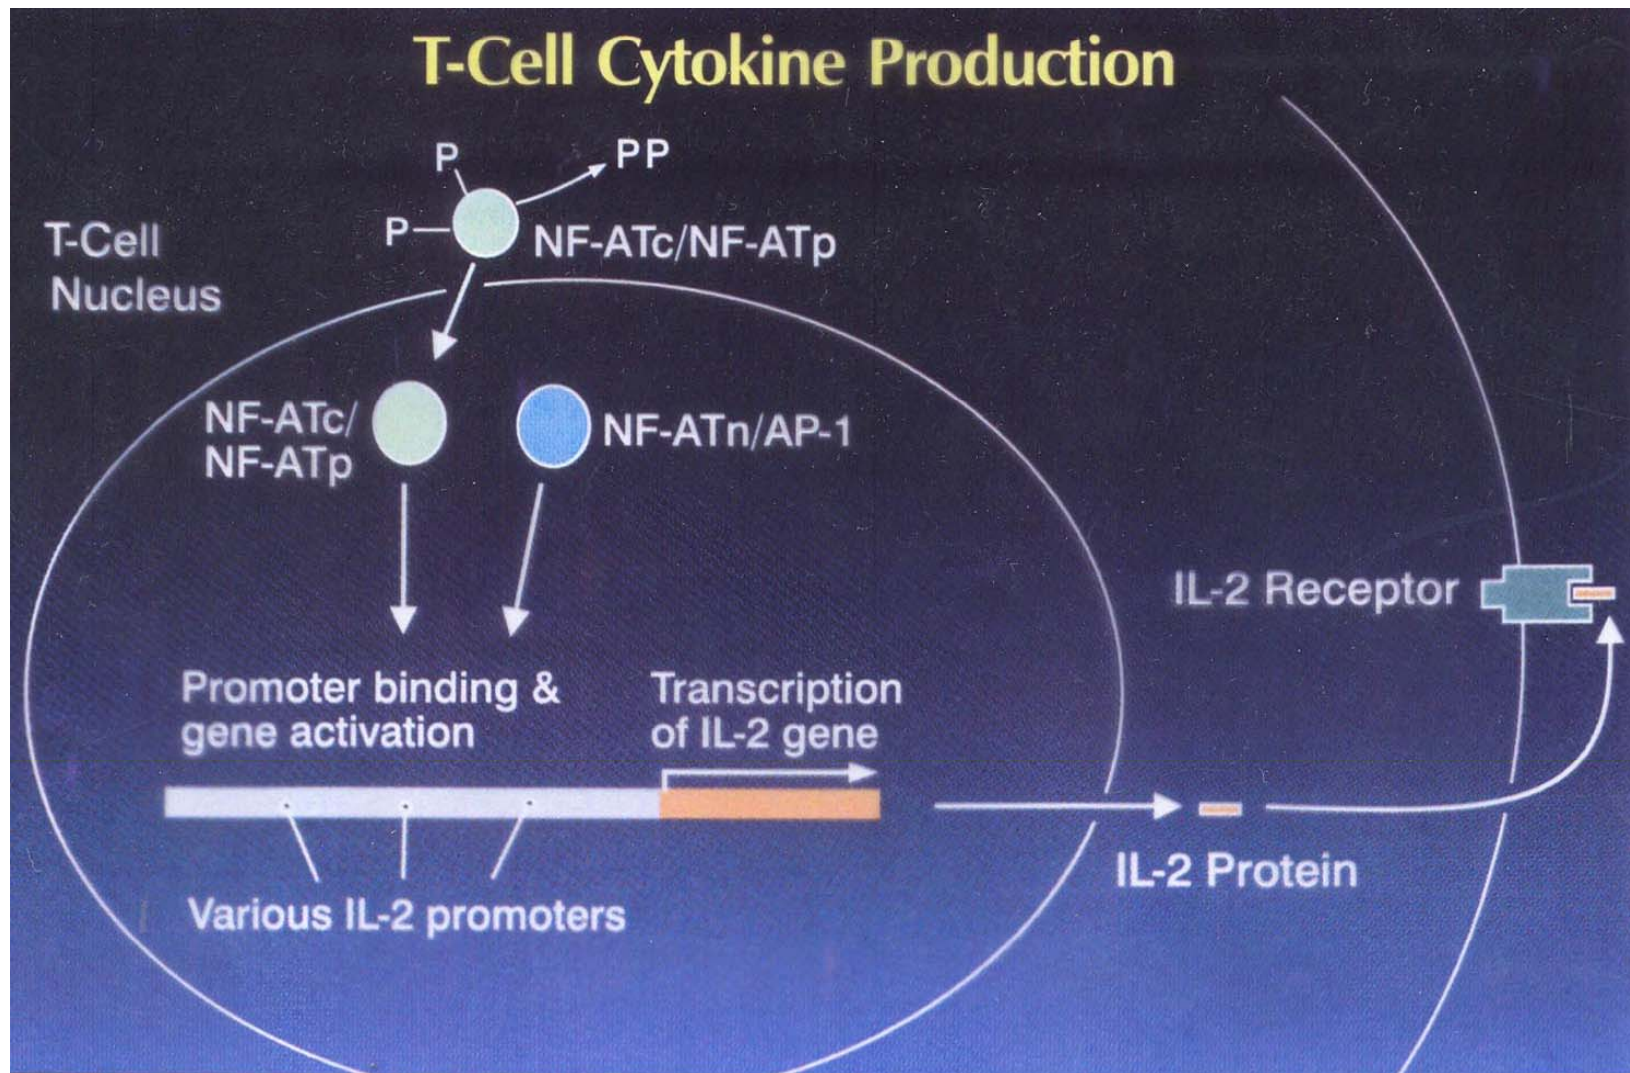 T-Cell Cytokine Production
P
PP
P
NF-ATc/NF-ATp
T-Cell
Nucleus
NF-ATc/
NF-ATp
NF-ATn/AP-1
IL-2 Receptor
Promoter binding &
gene activation
Transcription
of IL-2 gene
IL-2 Protein
Various IL-2 promoters